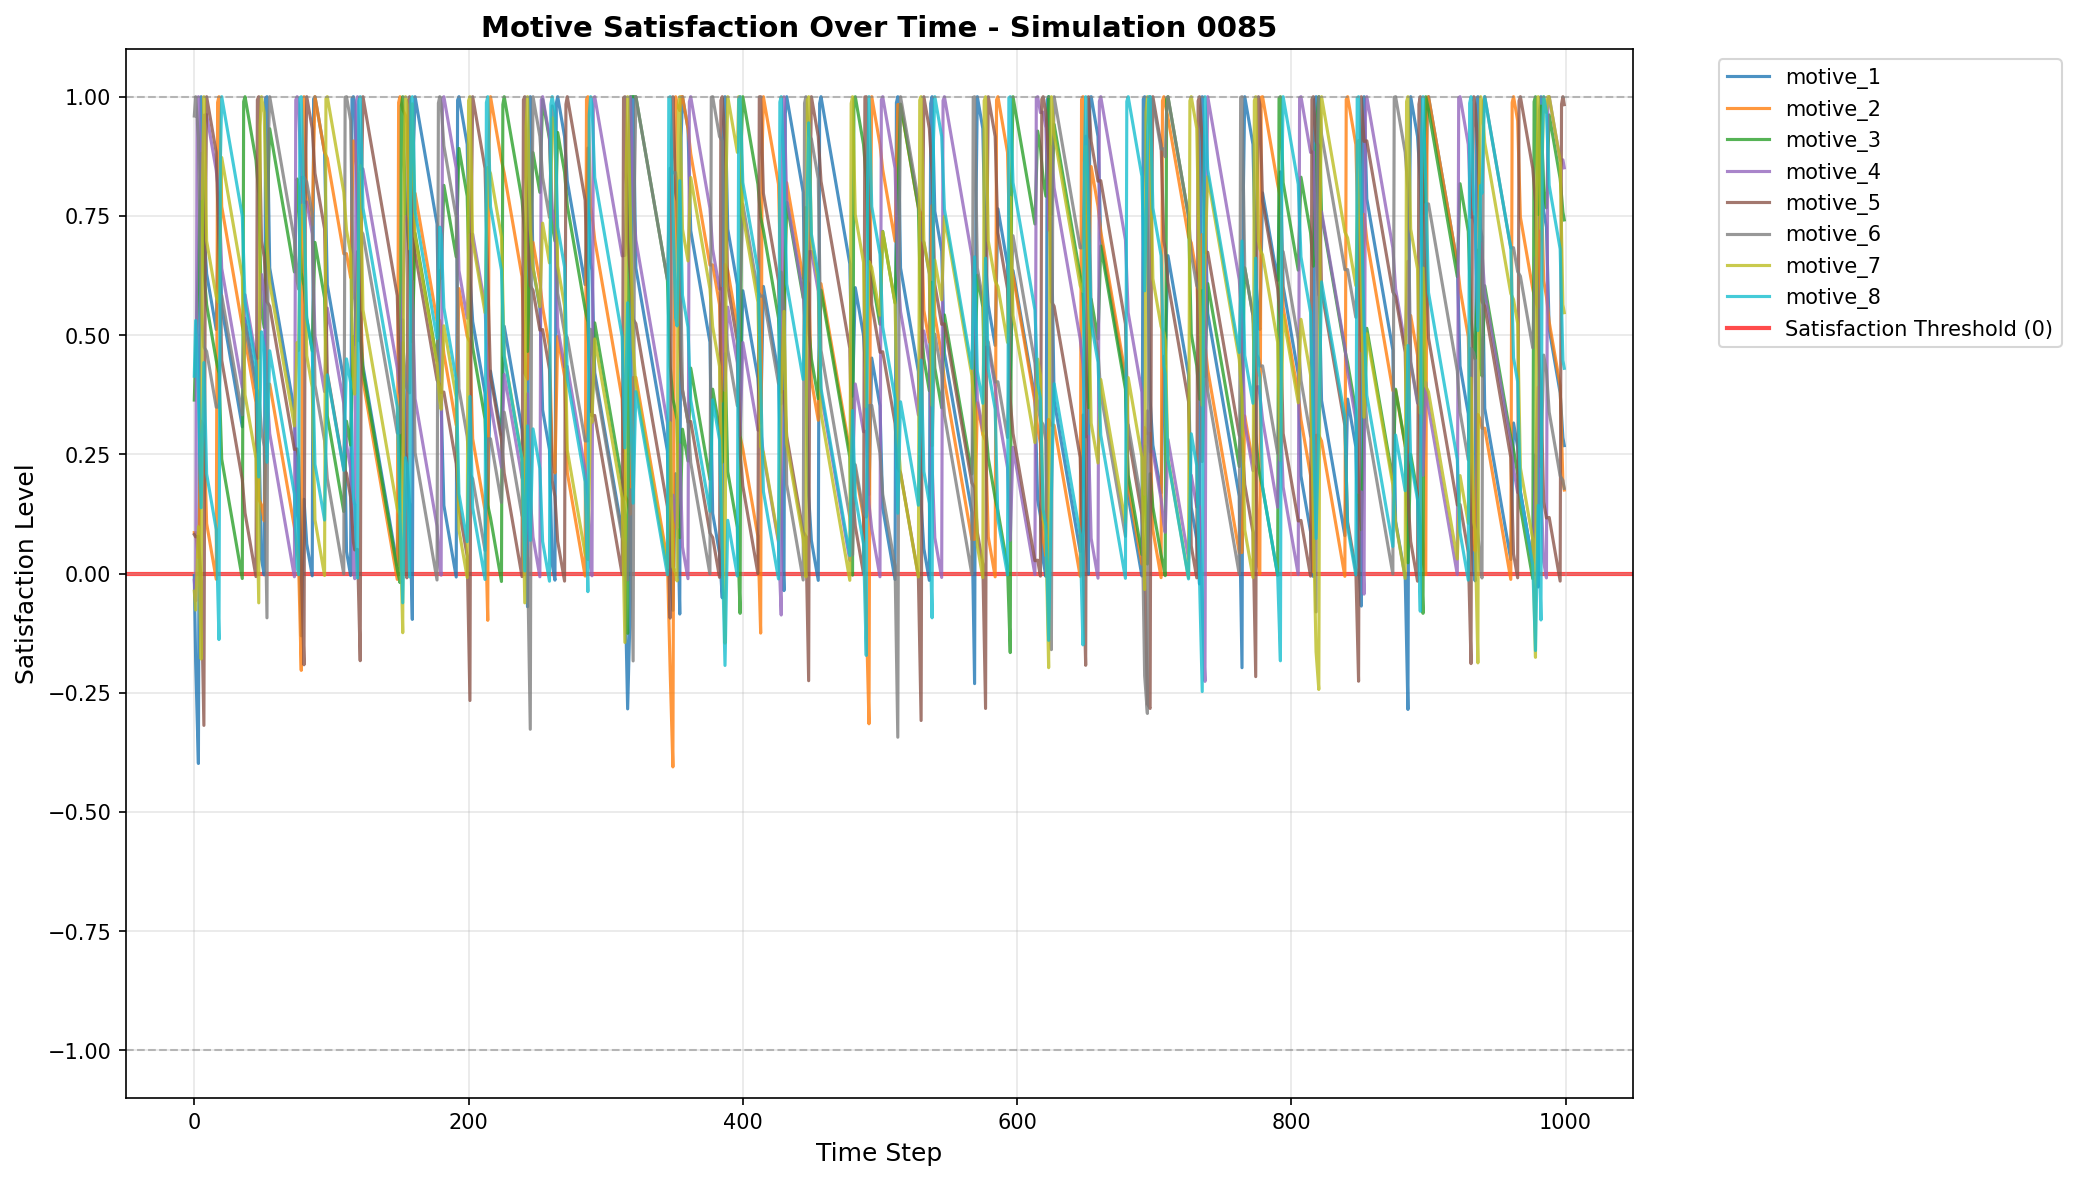 Motive Satisfaction Over Time - Simulation 0085
motive_1
motive_2
motive_3
motive_4
motive_5
motive_6
motive_7
motive_8
Satisfaction Threshold (0)
Satisfaction Level
1.00
0.75
0.50
0.25
0.00
−0.25
−0.50
−0.75
−1.00
0 200 400 600 800 1000
Time Step